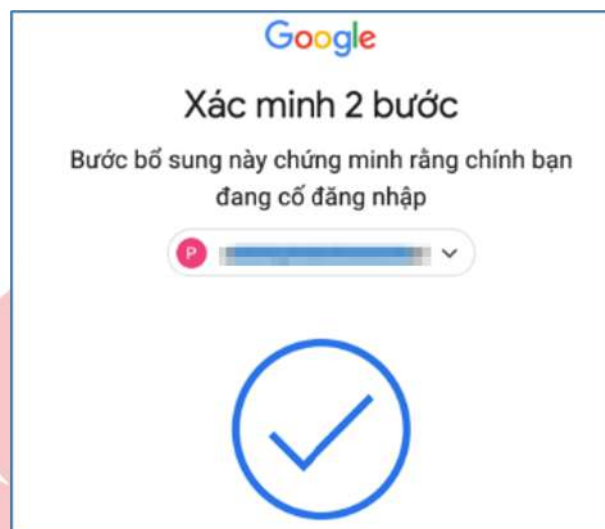 Google
Xác minh 2 bước
Bước bổ sung này chứng minh rằng chính bạn
đang cố đăng nhập
P